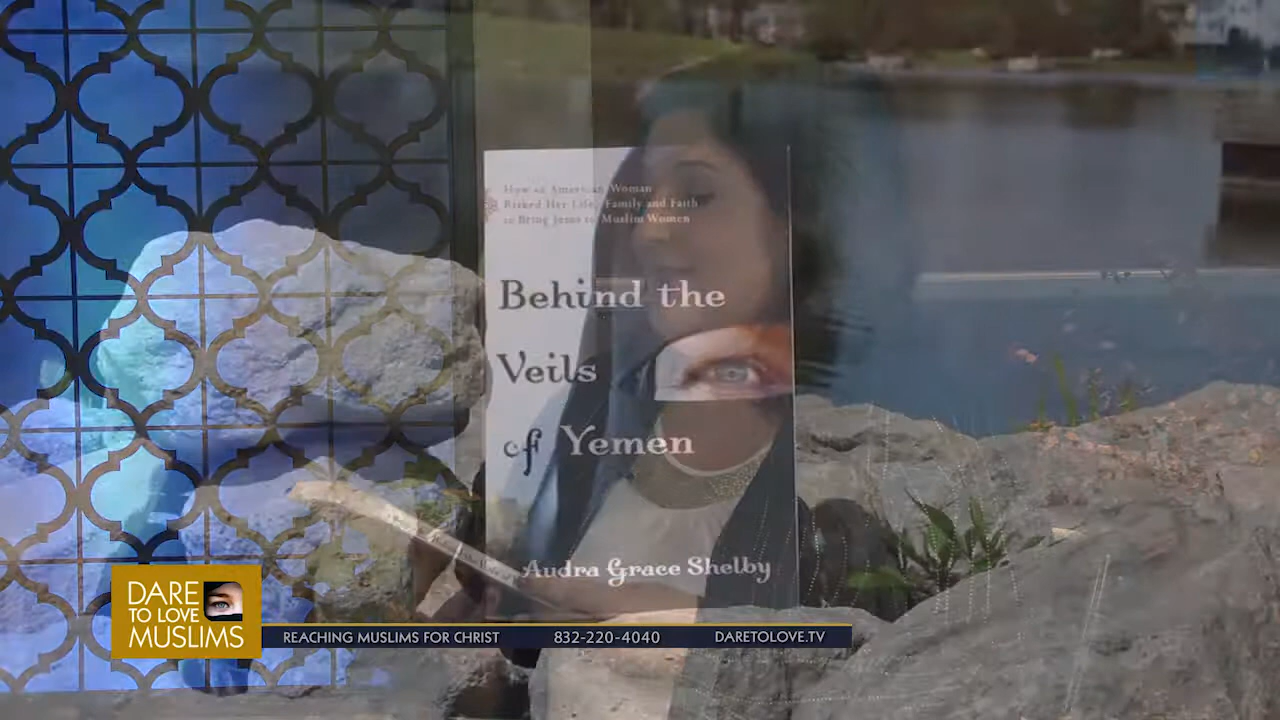 How an American Woman
Risked Her Life, Family and Faith
to Bring Jesus to Muslim Women
Behind the
Veils
of Yemen
Audra Grace Shelby
DARE
TO LOVE
MUSLIMS
REACHING MUSLIMS FOR CHRIST 832-220-4040 DARETOLOVE.TV